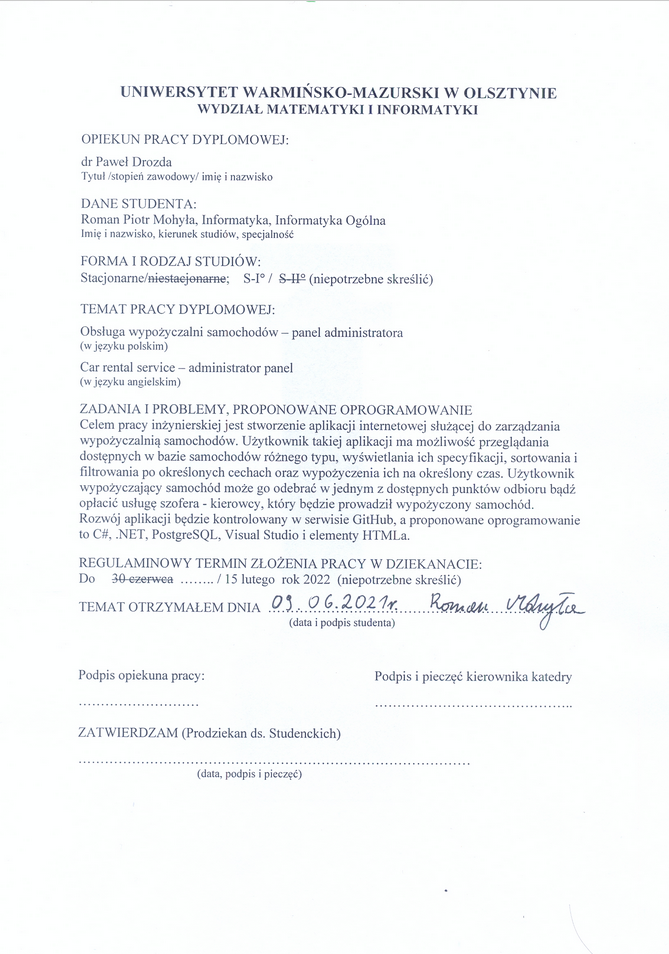 UNIWERSYTET WARMIŃSKO-MAZURSKI W OLSZTYNIE
WYDZIAŁ MATEMATYKI I INFORMATYKI
OPIEKUN PRACY DYPLOMOWEJ:
dr Paweł Drozda
Tytuł /stopień zawodowy/ imię i nazwisko
DANE STUDENTA:
Roman Piotr Mohyła, Informatyka, Informatyka Ogólna
Imię i nazwisko, kierunek studiów, specjalność
FORMA I RODZAJ STUDIÓW:
Stacjonarne/niestacjonarne; S-I° / S-II° (niepotrzebne skreślić)
TEMAT PRACY DYPLOMOWEJ:
Obsługa wypożyczalni samochodów – panel administratora
(w języku polskim)
Car rental service – administrator panel
(w języku angielskim)
ZADANIA I PROBLEMY, PROPONOWANE OPROGRAMOWANIE
Celem pracy inżynierskiej jest stworzenie aplikacji internetowej służącej do zarządzania
wypożyczalnią samochodów. Użytkownik takiej aplikacji ma możliwość przeglądania
dostępnych w bazie samochodów różnego typu, wyświetlania ich specyfikacji, sortowania i
filtrowania po określonych cechach oraz wypożyczenia ich na określony czas. Użytkownik
wypożyczający samochód może go odebrać w jednym z dostępnych punktów odbioru bądź
opłacić usługę szofera - kierowcy, który będzie prowadził wypożyczony samochód.
Rozwój aplikacji będzie kontrolowany w serwisie GitHub, a proponowane oprogramowanie
to C#, .NET, PostgreSQL, Visual Studio i elementy HTMLa.
REGULAMINOWY TERMIN ZŁOŻENIA PRACY W DZIEKANACIE:
Do 30 czerwca …….. / 15 lutego rok 2022 (niepotrzebne skreślić)
TEMAT OTRZYMAŁEM DNIA 09.06.2021r. Roman Mohyła
(data i podpis studenta)
Podpis opiekuna pracy: Podpis i pieczęć kierownika katedry
……………………… ……………………………………..
ZATWIERDZAM (Prodziekan ds. Studenckich)
……………………………………………………………………………
(data, podpis i pieczęć)